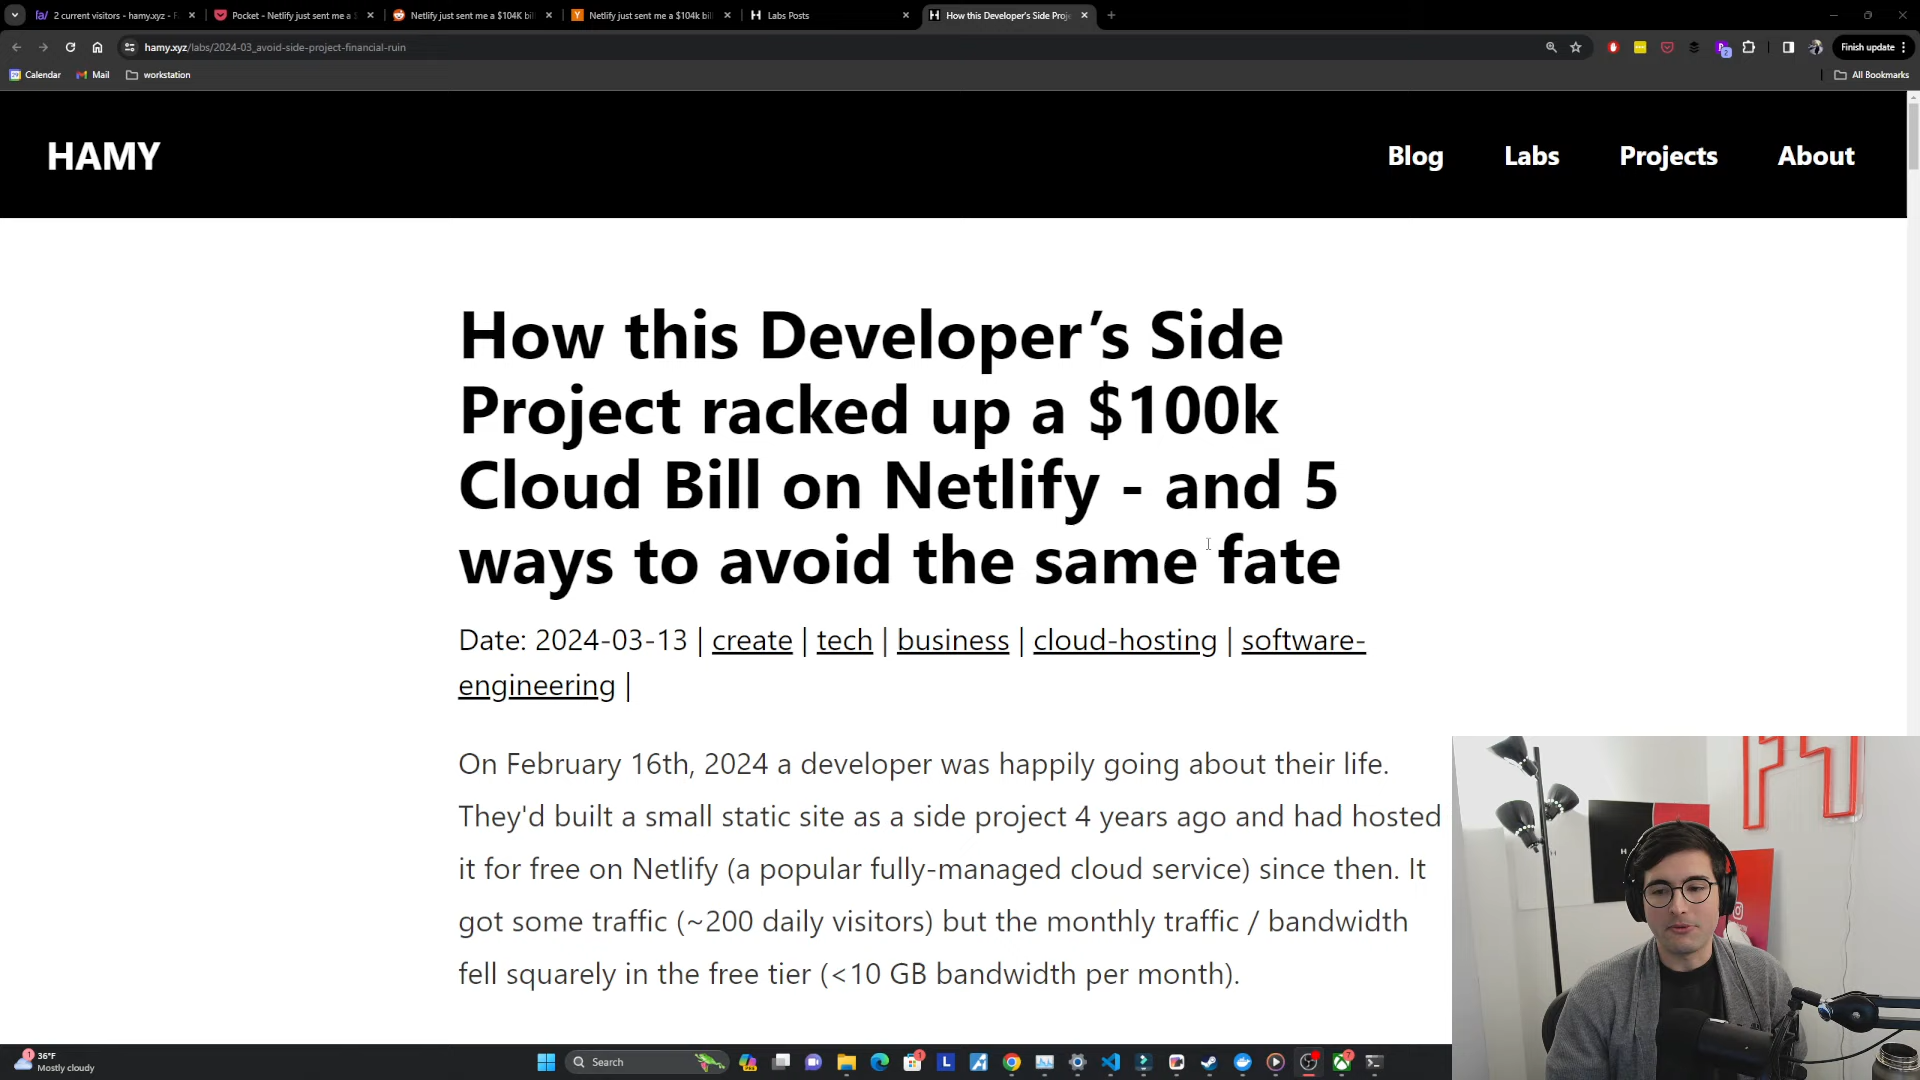 2 current visitors - hamy.xyz - F
Pocket - Netlify just sent me a
Netlify just sent me a $104K bil
Netlify just sent me a $104k bil
Labs Posts
How this Developer's Side Proj
hamy.xyz/labs/2024-03_avoid-side-project-financial-ruin
Finish update
Calendar
Mail
workstation
All Bookmarks
HAMY
Blog
Labs
Projects
About
How this Developer’s Side
Project racked up a $100k
Cloud Bill on Netlify - and 5
ways to avoid the same fate
Date: 2024-03-13 | create | tech | business | cloud-hosting | software-
engineering |
On February 16th, 2024 a developer was happily going about their life.
They'd built a small static site as a side project 4 years ago and had hosted
it for free on Netlify (a popular fully-managed cloud service) since then. It
got some traffic (~200 daily visitors) but the monthly traffic / bandwidth
fell squarely in the free tier (<10 GB bandwidth per month).
36°F
Mostly cloudy
Search